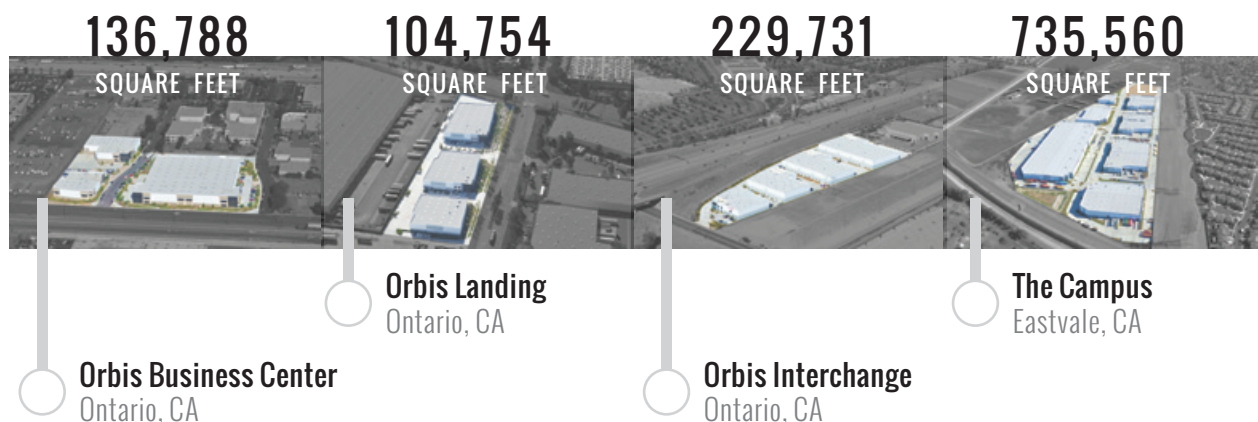 136,788
SQUARE FEET
104,754
SQUARE FEET
229,731
SQUARE FEET
735,560
SQUARE FEET
Orbis Landing
Ontario, CA
The Campus
Eastvale, CA
Orbis Business Center
Ontario, CA
Orbis Interchange
Ontario, CA